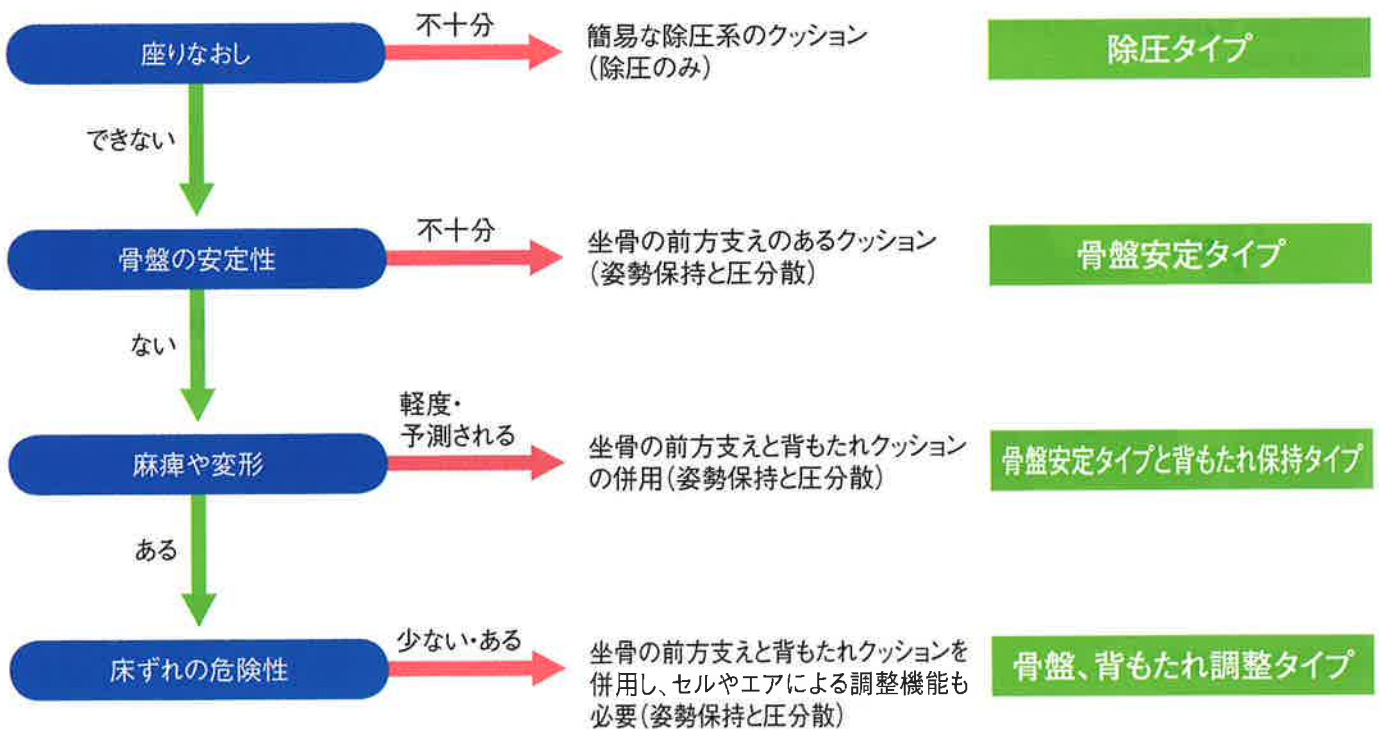 座りなおし
不十分
簡易な除圧系のクッション
(除圧のみ)
除圧タイプ
できない
骨盤の安定性
不十分
坐骨の前方支えのあるクッション
(姿勢保持と圧分散)
骨盤安定タイプ
ない
麻痺や変形
軽度・
予測される
坐骨の前方支えと背もたれクッション
の併用(姿勢保持と圧分散)
骨盤安定タイプと背もたれ保持タイプ
ある
床ずれの危険性
少ない・ある
坐骨の前方支えと背もたれクッションを
併用し、セルやエアによる調整機能も
必要(姿勢保持と圧分散)
骨盤、背もたれ調整タイプ